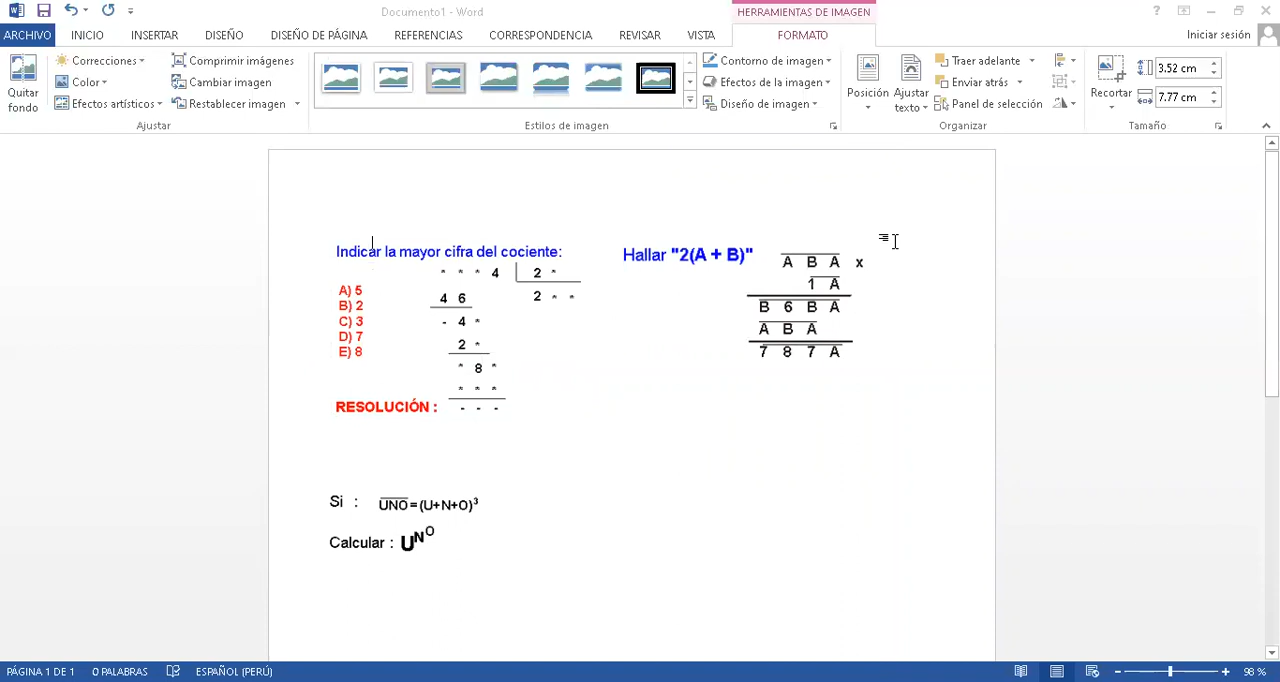 Documento1 - Word
HERRAMIENTAS DE IMAGEN
?
ARCHIVO INICIO INSERTAR DISEÑO DISEÑO DE PÁGINA REFERENCIAS CORRESPONDENCIA REVISAR VISTA FORMATO Iniciar sesión
Quitar fondo
Correcciones
Color
Efectos artísticos
Comprimir imágenes
Cambiar imagen
Restablecer imagen
Contorno de imagen
Efectos de la imagen
Diseño de imagen
Posición
Ajustar texto
Traer adelante
Enviar atrás
Panel de selección
Recortar
3.52 cm
7.77 cm
Ajustar Estilos de imagen Organizar Tamaño
Indicar la mayor cifra del cociente:
A) 5
B) 2
C) 3
D) 7
E) 8
* * * 4 2 *
4 6 2 * *
- 4 *
2 *
* 8 *
* * *
- - -
RESOLUCIÓN :
Hallar "2(A + B)"
A B A x
1 A
B 6 B A
A B A
7 8 7 A
Si : UNO=(U+N+O)³
Calcular : U^N^O
PÁGINA 1 DE 1 0 PALABRAS ESPAÑOL (PERÚ) 98 %